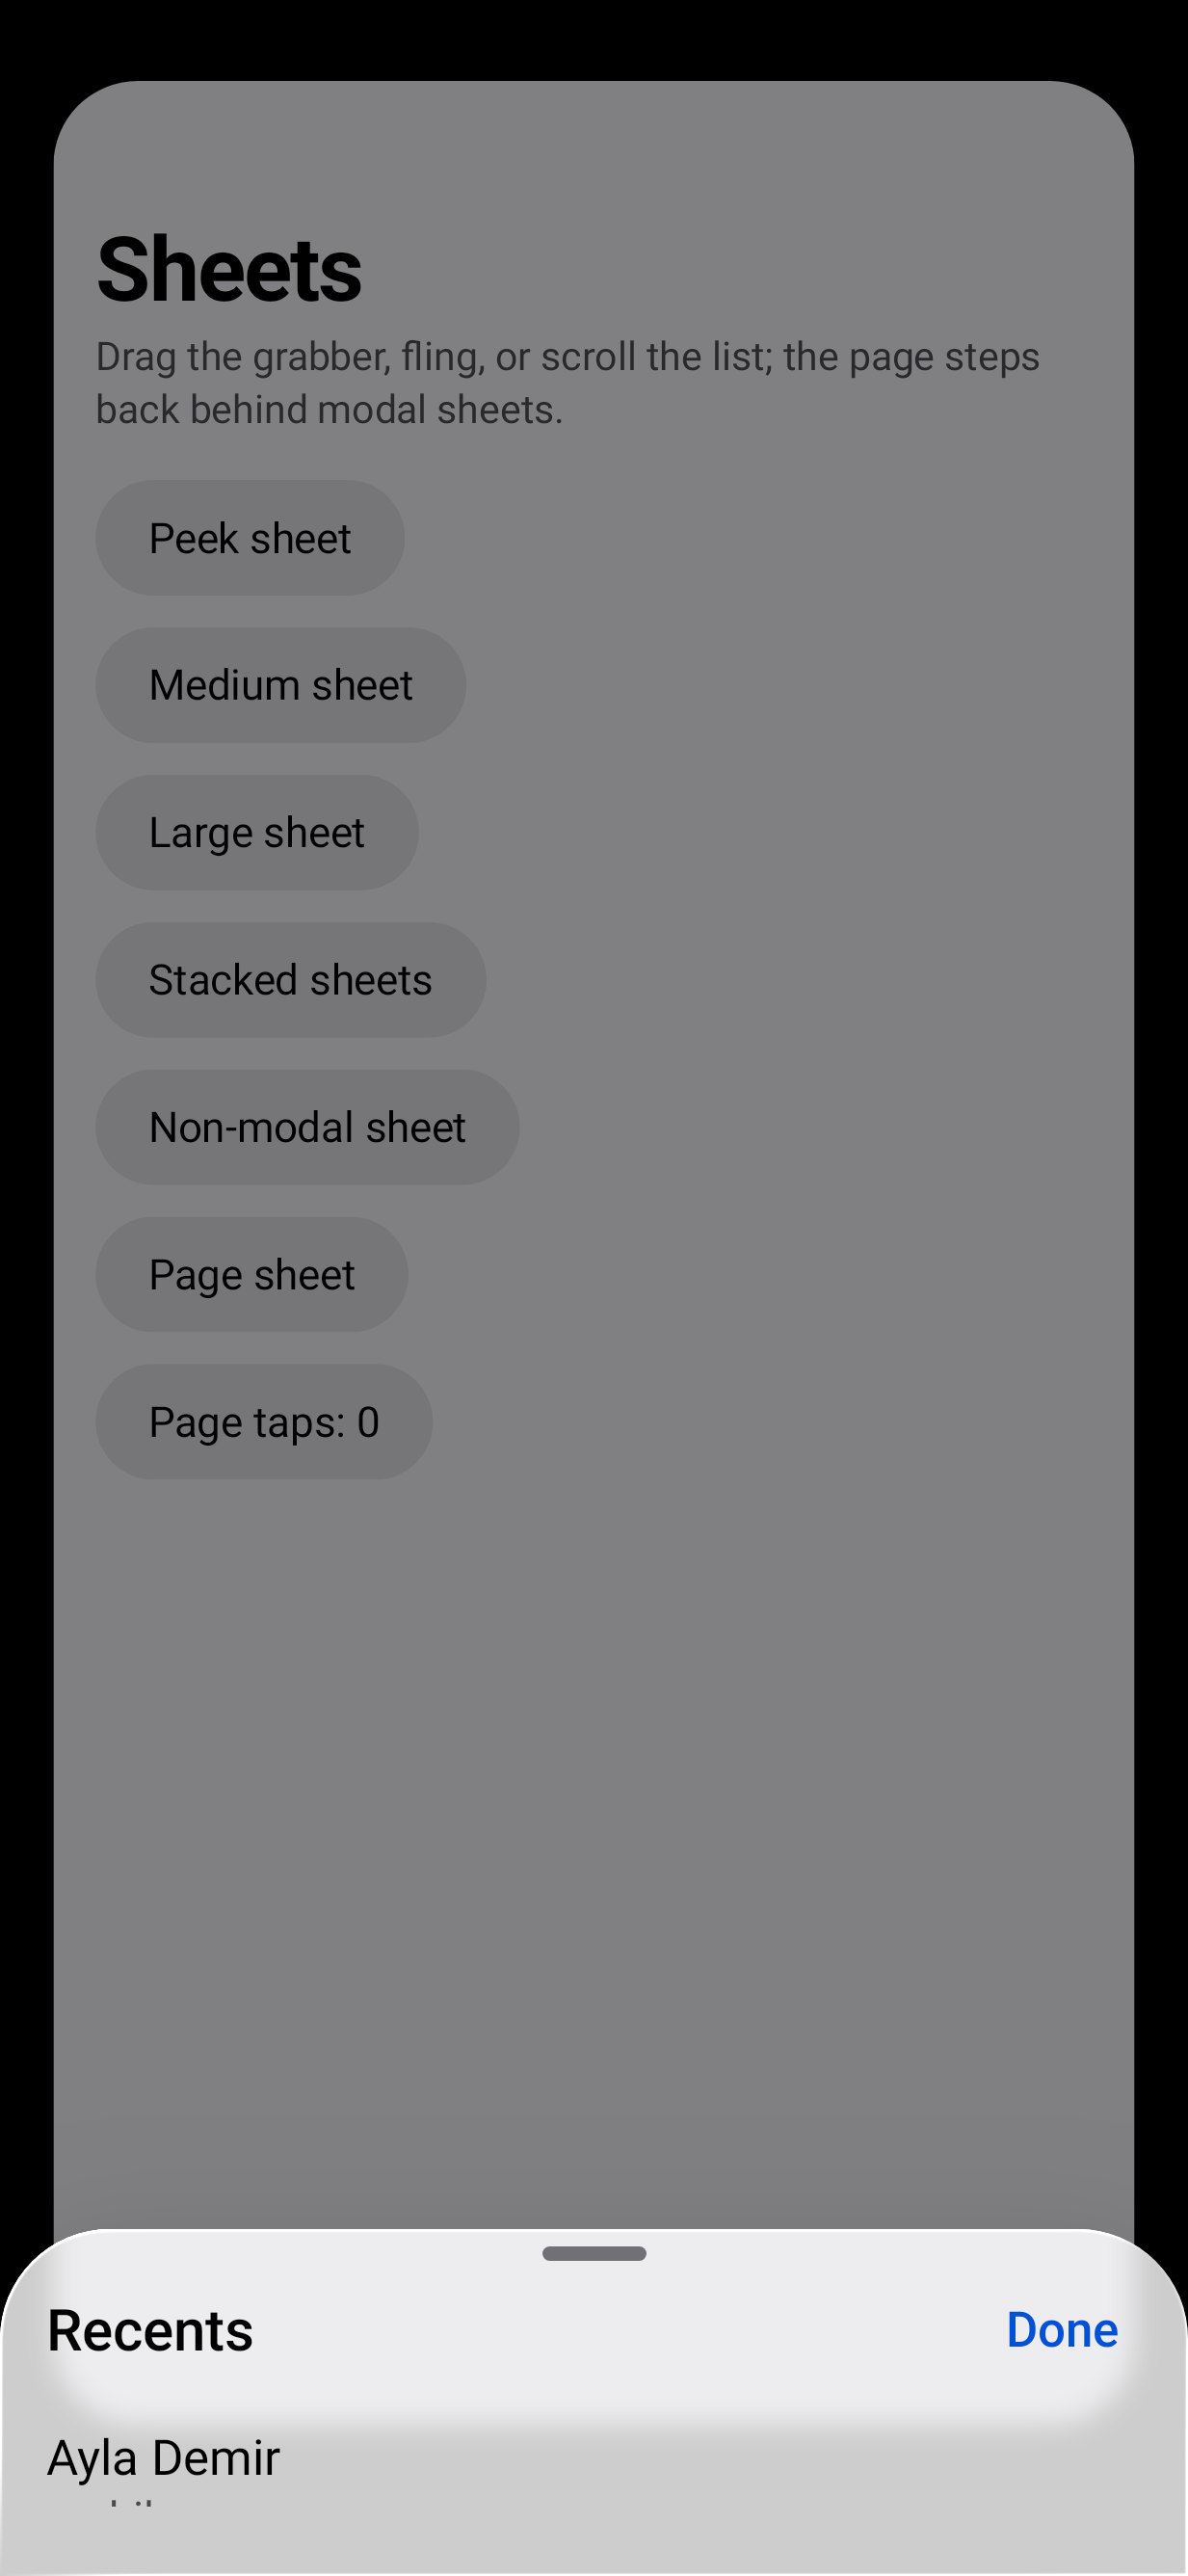 Sheets
Drag the grabber, fling, or scroll the list; the page steps
back behind modal sheets.
Peek sheet
Medium sheet
Large sheet
Stacked sheets
Non-modal sheet
Page sheet
Page taps: 0
Recents
Done
Ayla Demir